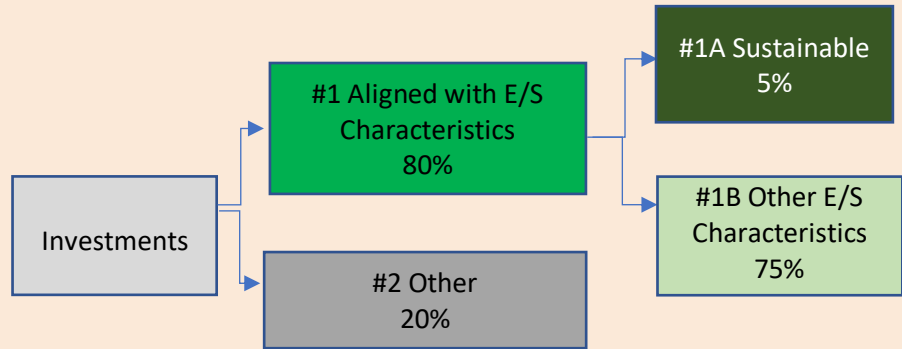 Investments
#1 Aligned with E/S
Characteristics
80%
#2 Other
20%
#1A Sustainable
5%
#1B Other E/S
Characteristics
75%